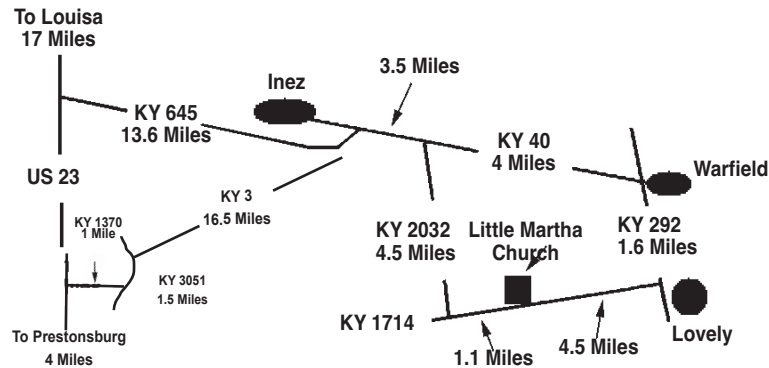 To Louisa
17 Miles
3.5 Miles
Inez
KY 645
13.6 Miles
KY 40
4 Miles
Warfield
US 23
KY 3
16.5 Miles
KY 1370
1 Mile
KY 2032
4.5 Miles
Little Martha
Church
KY 292
1.6 Miles
KY 3051
1.5 Miles
To Prestonsburg
4 Miles
KY 1714
1.1 Miles
4.5 Miles
Lovely